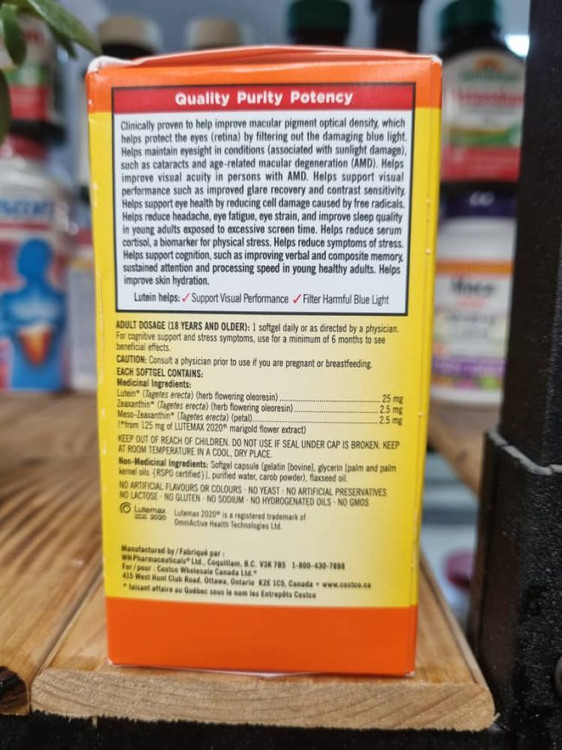 Quality Purity Potency
Clinically proven to help improve macular pigment optical density, which
helps protect the eyes (retina) by filtering out the damaging blue light.
Helps maintain eyesight in conditions (associated with sunlight damage),
such as cataracts and age-related macular degeneration (AMD). Helps
improve visual acuity in persons with AMD. Helps support visual
performance such as improved glare recovery and contrast sensitivity.
Helps support eye health by reducing cell damage caused by free radicals.
Helps reduce headache, eye fatigue, eye strain, and improve sleep quality
in young adults exposed to excessive screen time. Helps reduce serum
cortisol, a biomarker for physical stress. Helps reduce symptoms of stress.
Helps support cognition, such as improving verbal and composite memory,
sustained attention and processing speed in young healthy adults. Helps
improve skin hydration.
Lutein helps: ✓ Support Visual Performance ✓ Filter Harmful Blue Light
ADULT DOSAGE (18 YEARS AND OLDER): 1 softgel daily or as directed by a physician.
For cognitive support and stress symptoms, use for a minimum of 6 months to see
beneficial effects.
CAUTION: Consult a physician prior to use if you are pregnant or breastfeeding.
EACH SOFTGEL CONTAINS:
Medicinal Ingredients:
Lutein* (Tagetes erecta) (herb flowering oleoresin) ........ 25 mg
Zeaxanthin* (Tagetes erecta) (herb flowering oleoresin) ........ 2.5 mg
Meso-Zeaxanthin* (Tagetes erecta) (petal) ........ 2.5 mg
(*from 125 mg of LUTEMAX 2020® marigold flower extract)
KEEP OUT OF REACH OF CHILDREN. DO NOT USE IF SEAL UNDER CAP IS BROKEN. KEEP
AT ROOM TEMPERATURE IN A COOL, DRY PLACE.
Non-Medicinal Ingredients: Softgel capsule (gelatin [bovine], glycerin [palm and palm
kernel oils (RSPO certified)], purified water, carob powder), flaxseed oil.
NO ARTIFICIAL FLAVOURS OR COLOURS · NO YEAST · NO ARTIFICIAL PRESERVATIVES
NO LACTOSE · NO GLUTEN · NO SODIUM · NO HYDROGENATED OILS · NO GMOS
Lutemax 2020 Lutemax 2020® is a registered trademark of
OmniActive Health Technologies Ltd.
Manufactured by / Fabriqué par :
WN Pharmaceuticals® Ltd., Coquitlam, B.C. V3K 7B5 1-800-430-7898
For / pour : Costco Wholesale Canada Ltd.*
415 West Hunt Club Road, Ottawa, Ontario K2E 1C5, Canada • www.costco.ca
* faisant affaire au Québec sous le nom les Entrepôts Costco